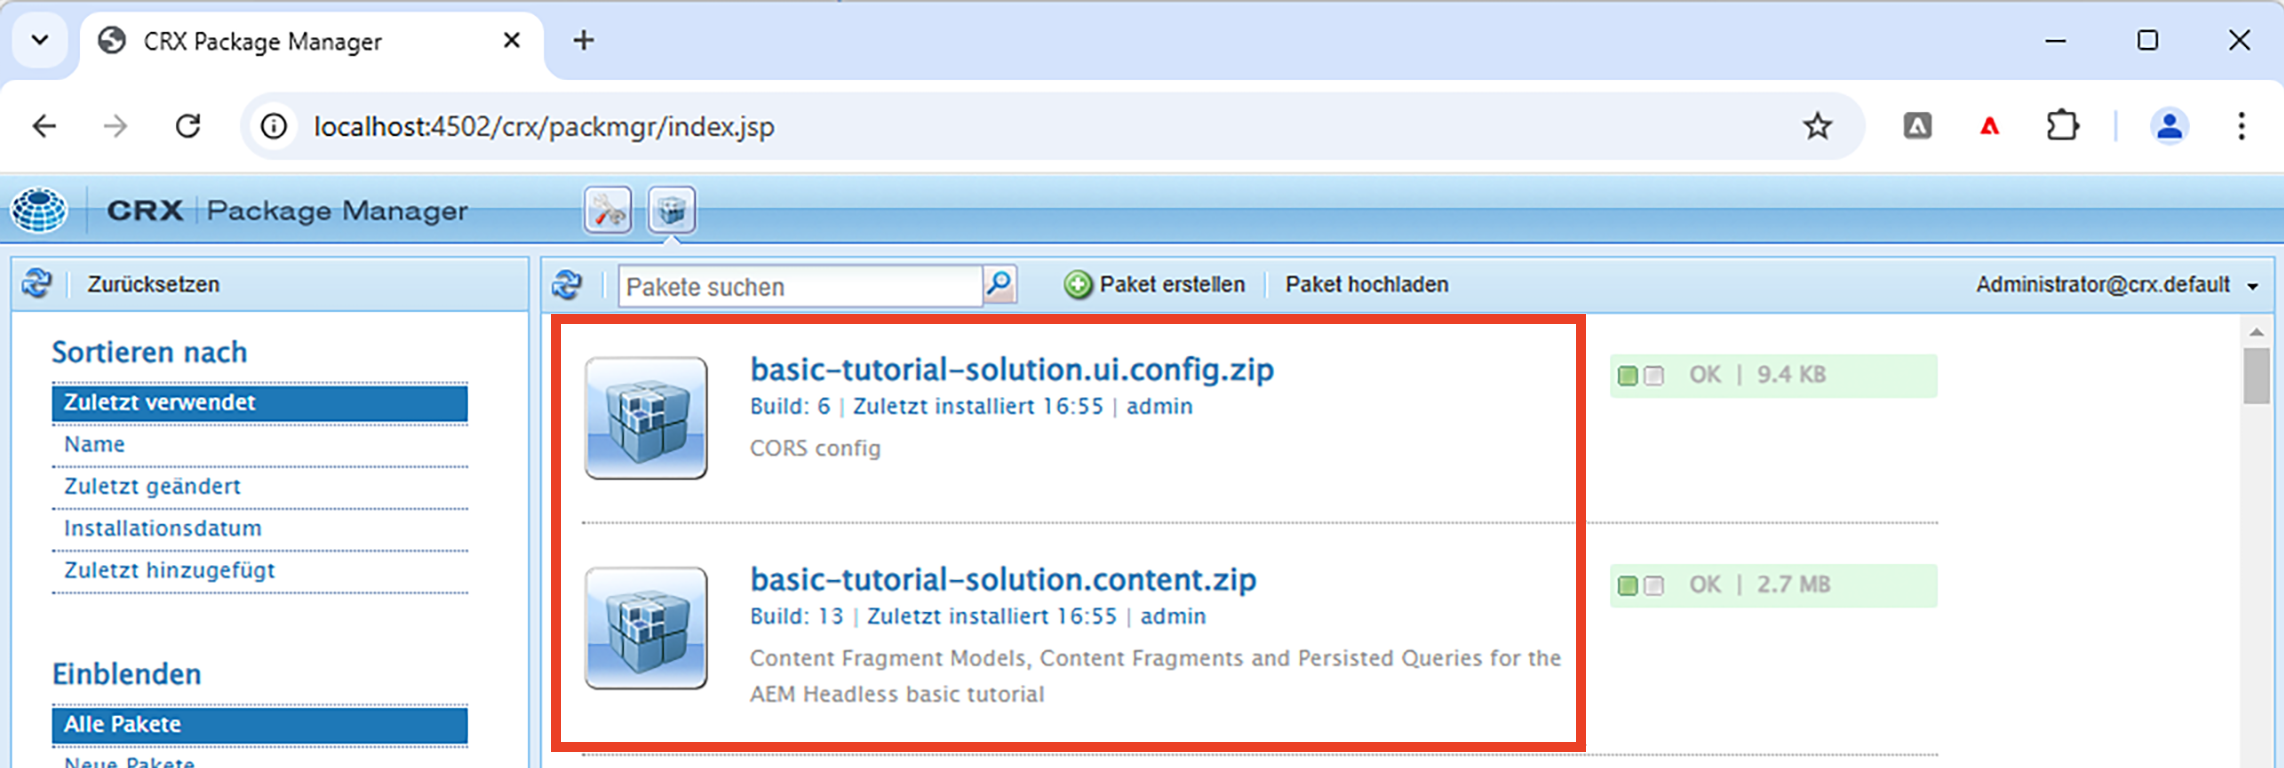 CRX Package Manager
localhost:4502/crx/packmgr/index.jsp
CRX | Package Manager
Zurücksetzen
Pakete suchen
Paket erstellen
Paket hochladen
Administrator@crx.default
Sortieren nach
Zuletzt verwendet
Name
Zuletzt geändert
Installationsdatum
Zuletzt hinzugefügt
Einblenden
Alle Pakete
Neue Pakete
basic-tutorial-solution.ui.config.zip
Build: 6 | Zuletzt installiert 16:55 | admin
CORS config
OK | 9.4 KB
basic-tutorial-solution.content.zip
Build: 13 | Zuletzt installiert 16:55 | admin
Content Fragment Models, Content Fragments and Persisted Queries for the
AEM Headless basic tutorial
OK | 2.7 MB